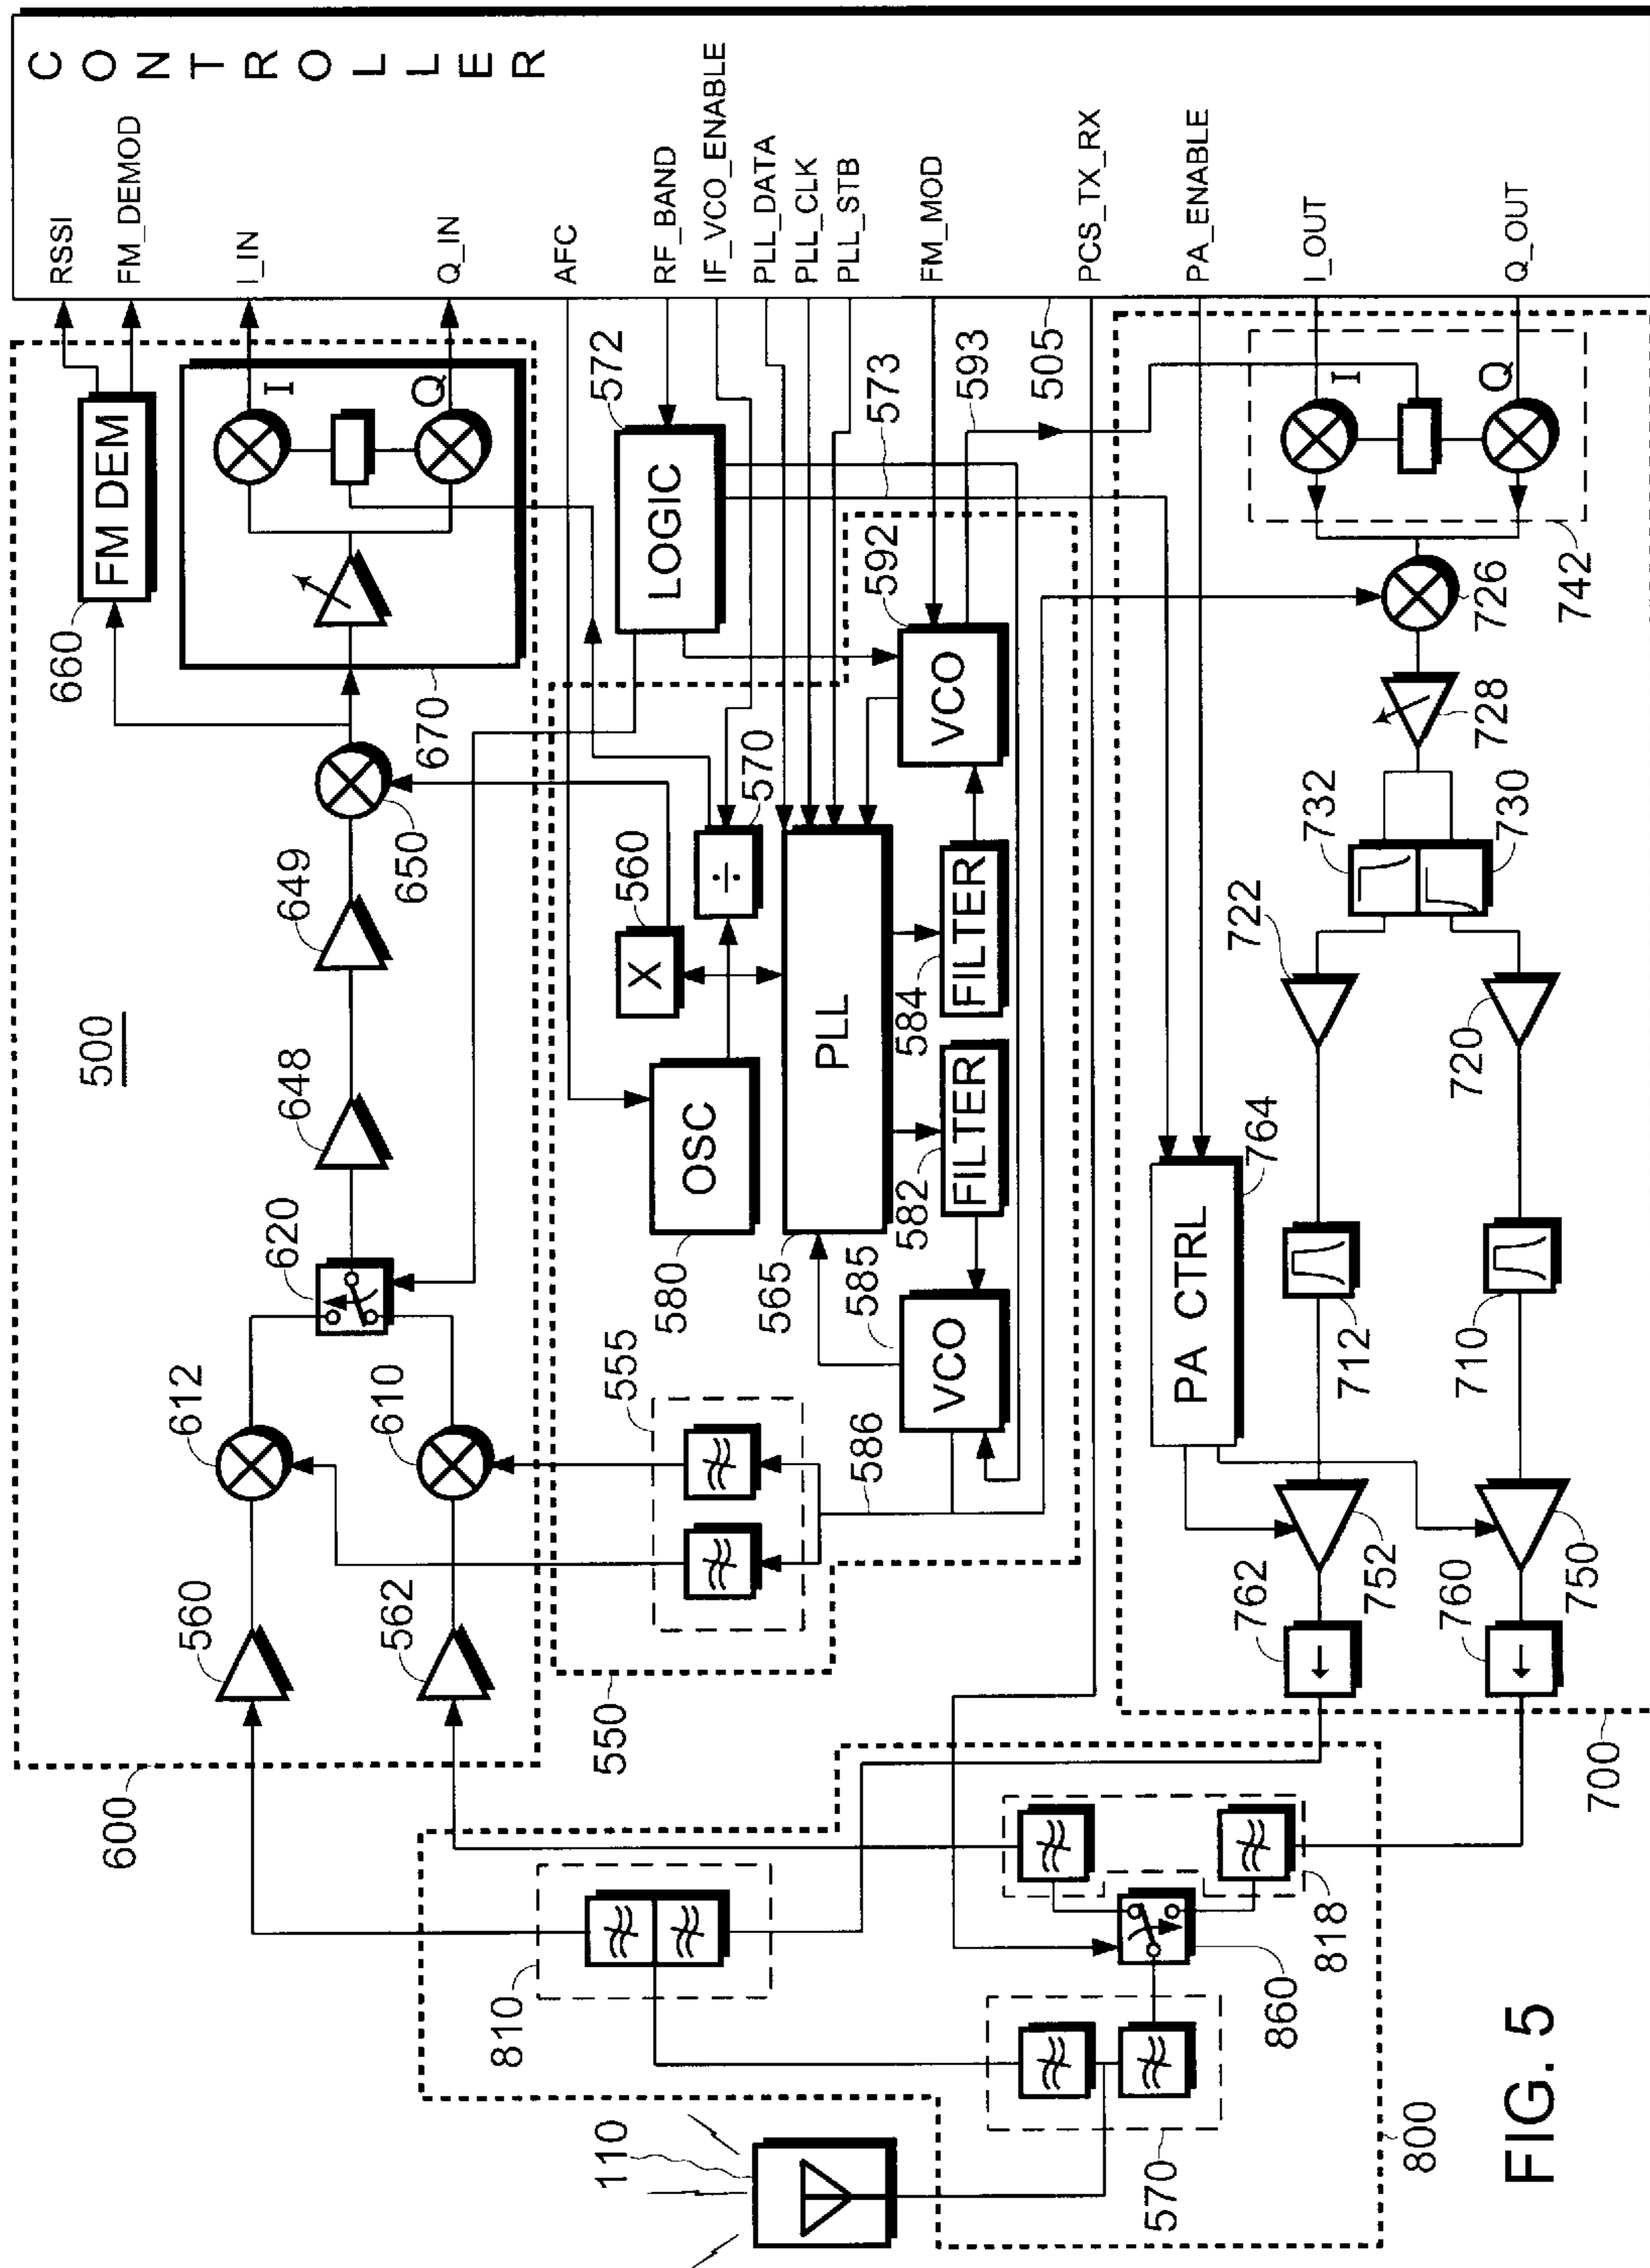 CONTROLLER
RSSI
FM_DEMOD
I_IN
Q_IN
AFC
RF_BAND
IF_VCO_ENABLE
PLL_DATA
PLL_CLK
PLL_STB
FM_MOD
PCS_TX_RX
PA_ENABLE
I_OUT
Q_OUT
500
600
660
FM DEM
I
Q
670
650
649
648
620
612
610
560
562
572
LOGIC
573
593
505
592
VCO
570
÷
560
X
OSC
580
PLL
565
584
FILTER
582
FILTER
585
VCO
586
555
550
I
Q
742
726
728
732
730
722
720
764
PA CTRL
712
710
762
752
760
750
700
810
818
860
570
800
110
FIG. 5